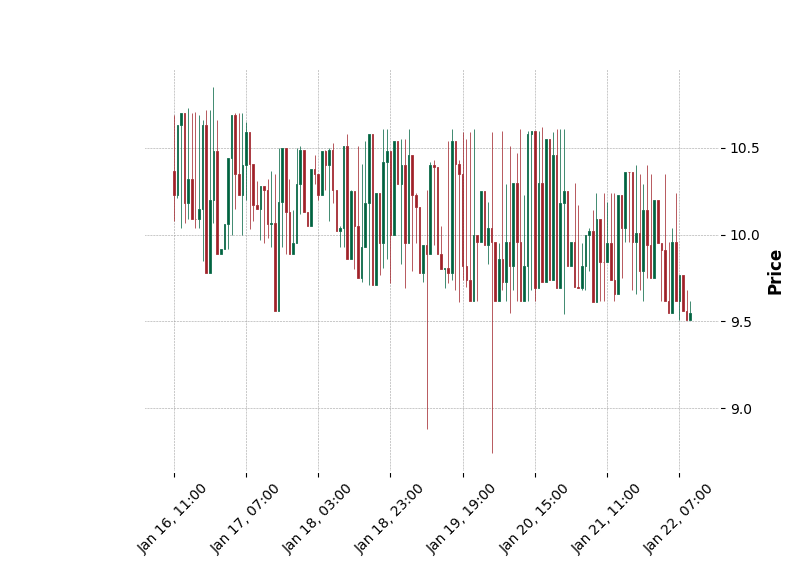 10.5
10.0
9.5
9.0
Price
Jan 16, 11:00
Jan 17, 07:00
Jan 18, 03:00
Jan 18, 23:00
Jan 19, 19:00
Jan 20, 15:00
Jan 21, 11:00
Jan 22, 07:00